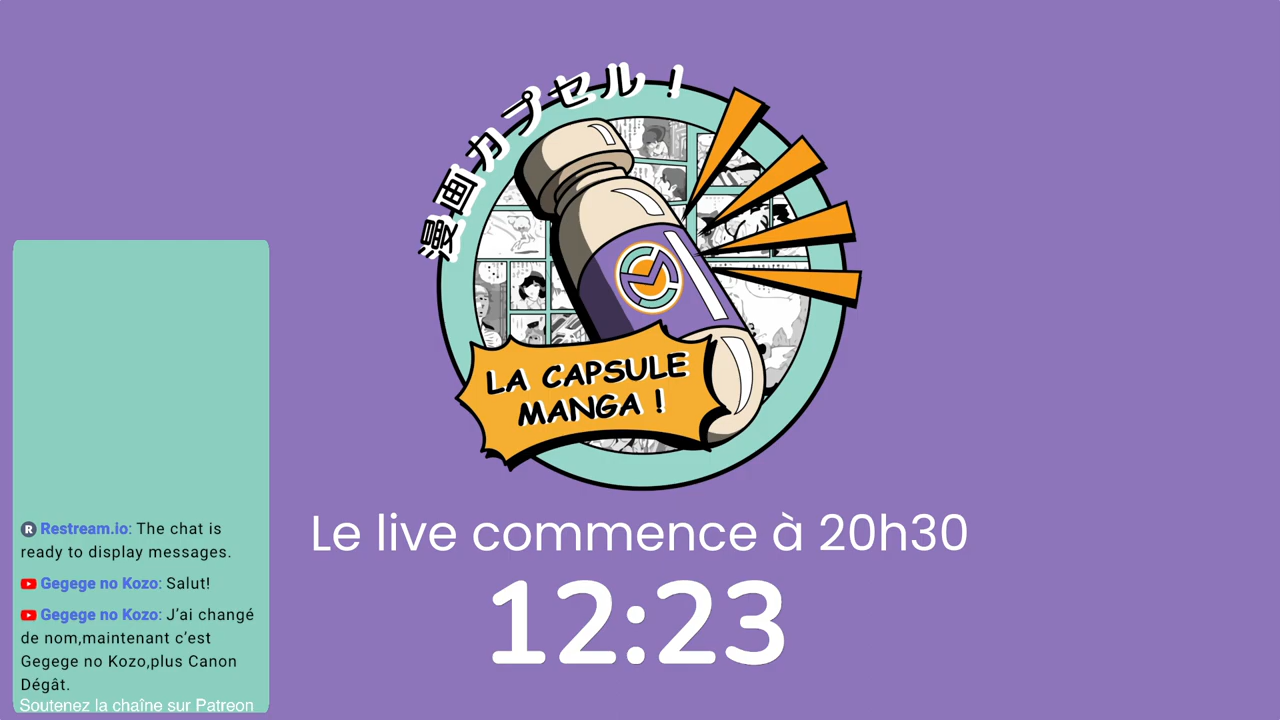 漫画カプセル！
LA CAPSULE
MANGA !
Le live commence à 20h30
12:23
R Restream.io: The chat is
ready to display messages.
Gegege no Kozo: Salut!
Gegege no Kozo: J’ai changé
de nom,maintenant c’est
Gegege no Kozo,plus Canon
Dégât.
Soutenez la chaîne sur Patreon